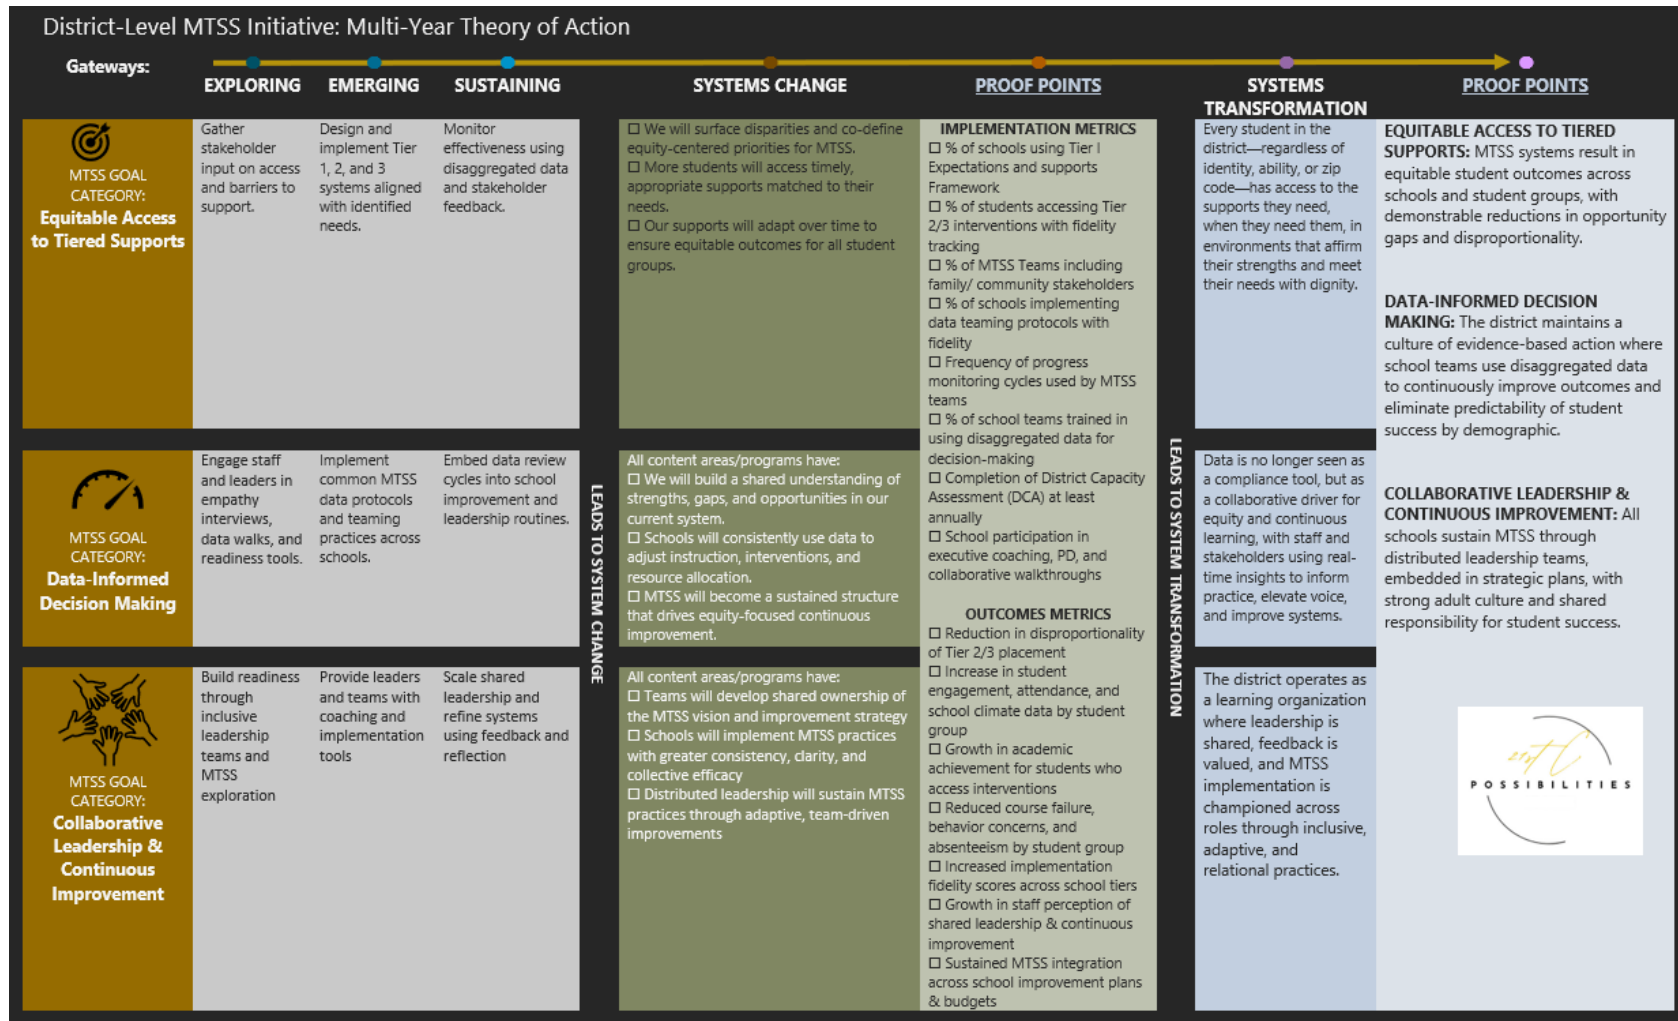 District-Level MTSS Initiative: Multi-Year Theory of Action
Gateways:
EXPLORING
EMERGING
SUSTAINING
SYSTEMS CHANGE
PROOF POINTS
SYSTEMS
TRANSFORMATION
PROOF POINTS
MTSS GOAL
CATEGORY:
Equitable Access
to Tiered Supports
Gather
stakeholder
input on access
and barriers to
support.
Design and
implement Tier
1, 2, and 3
systems aligned
with identified
needs.
Monitor
effectiveness using
disaggregated data
and stakeholder
feedback.
☐ We will surface disparities and co-define
equity-centered priorities for MTSS.
☐ More students will access timely,
appropriate supports matched to their
needs.
☐ Our supports will adapt over time to
ensure equitable outcomes for all student
groups.
MTSS GOAL
CATEGORY:
Data-Informed
Decision Making
Engage staff
and leaders in
empathy
interviews,
data walks, and
readiness tools.
Implement
common MTSS
data protocols
and teaming
practices across
schools.
Embed data review
cycles into school
improvement and
leadership routines.
LEADS TO SYSTEM CHANGE
All content areas/programs have:
☐ We will build a shared understanding of
strengths, gaps, and opportunities in our
current system.
☐ Schools will consistently use data to
adjust instruction, interventions, and
resource allocation.
☐ MTSS will become a sustained structure
that drives equity-focused continuous
improvement.
MTSS GOAL
CATEGORY:
Collaborative
Leadership &
Continuous
Improvement
Build readiness
through
inclusive
leadership
teams and
MTSS
exploration
Provide leaders
and teams with
coaching and
implementation
tools
Scale shared
leadership and
refine systems
using feedback and
reflection
All content areas/programs have:
☐ Teams will develop shared ownership of
the MTSS vision and improvement strategy
☐ Schools will implement MTSS practices
with greater consistency, clarity, and
collective efficacy
☐ Distributed leadership will sustain MTSS
practices through adaptive, team-driven
improvements
IMPLEMENTATION METRICS
☐ % of schools using Tier I
Expectations and supports
Framework
☐ % of students accessing Tier
2/3 interventions with fidelity
tracking
☐ % of MTSS Teams including
family/ community stakeholders
☐ % of schools implementing
data teaming protocols with
fidelity
☐ Frequency of progress
monitoring cycles used by MTSS
teams
☐ % of school teams trained in
using disaggregated data for
decision-making
☐ Completion of District Capacity
Assessment (DCA) at least
annually
☐ School participation in
executive coaching, PD, and
collaborative walkthroughs
OUTCOMES METRICS
☐ Reduction in disproportionality
of Tier 2/3 placement
☐ Increase in student
engagement, attendance, and
school climate data by student
group
☐ Growth in academic
achievement for students who
access interventions
☐ Reduced course failure,
behavior concerns, and
absenteeism by student group
☐ Increased implementation
fidelity scores across school tiers
☐ Growth in staff perception of
shared leadership & continuous
improvement
☐ Sustained MTSS integration
across school improvement plans
& budgets
LEADS TO SYSTEM TRANSFORMATION
Every student in the
district—regardless of
identity, ability, or zip
code—has access to the
supports they need,
when they need them, in
environments that affirm
their strengths and meet
their needs with dignity.
Data is no longer seen as
a compliance tool, but as
a collaborative driver for
equity and continuous
learning, with staff and
stakeholders using real-
time insights to inform
practice, elevate voice,
and improve systems.
The district operates as
a learning organization
where leadership is
shared, feedback is
valued, and MTSS
implementation is
championed across
roles through inclusive,
adaptive, and
relational practices.
EQUITABLE ACCESS TO TIERED
SUPPORTS: MTSS systems result in
equitable student outcomes across
schools and student groups, with
demonstrable reductions in opportunity
gaps and disproportionality.
DATA-INFORMED DECISION
MAKING: The district maintains a
culture of evidence-based action where
school teams use disaggregated data
to continuously improve outcomes and
eliminate predictability of student
success by demographic.
COLLABORATIVE LEADERSHIP &
CONTINUOUS IMPROVEMENT: All
schools sustain MTSS through
distributed leadership teams,
embedded in strategic plans, with
strong adult culture and shared
responsibility for student success.
POSSIBILITIES